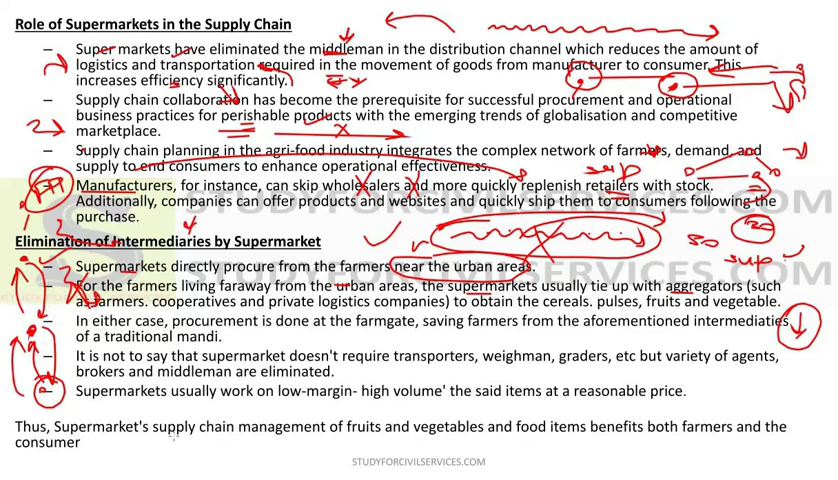 Role of Supermarkets in the Supply Chain
– Super markets have eliminated the middleman in the distribution channel which reduces the amount of
logistics and transportation required in the movement of goods from manufacturer to consumer. This
increases efficiency significantly.
– Supply chain collaboration has become the prerequisite for successful procurement and operational
business practices for perishable products with the emerging trends of globalisation and competitive
marketplace.
– Supply chain planning in the agri-food industry integrates the complex network of farmers, demand, and
supply to end consumers to enhance operational effectiveness.
sup
– Manufacturers, for instance, can skip wholesalers and more quickly replenish retailers with stock.
Additionally, companies can offer products and websites and quickly ship them to consumers following the
purchase.
STUDYFORCIVILSERVICES.COM
Elimination of Intermediaries by Supermarket
– Supermarkets directly procure from the farmers near the urban areas.
50
sup
– For the farmers living faraway from the urban areas, the supermarkets usually tie up with aggregators (such
as farmers. cooperatives and private logistics companies) to obtain the cereals. pulses, fruits and vegetable.
– In either case, procurement is done at the farmgate, saving farmers from the aforementioned intermediaties
of a traditional mandi.
– It is not to say that supermarket doesn't require transporters, weighman, graders, etc but variety of agents,
brokers and middleman are eliminated.
– Supermarkets usually work on low-margin- high volume' the said items at a reasonable price.
Thus, Supermarket's supply chain management of fruits and vegetables and food items benefits both farmers and the
consumer
STUDYFORCIVILSERVICES.COM